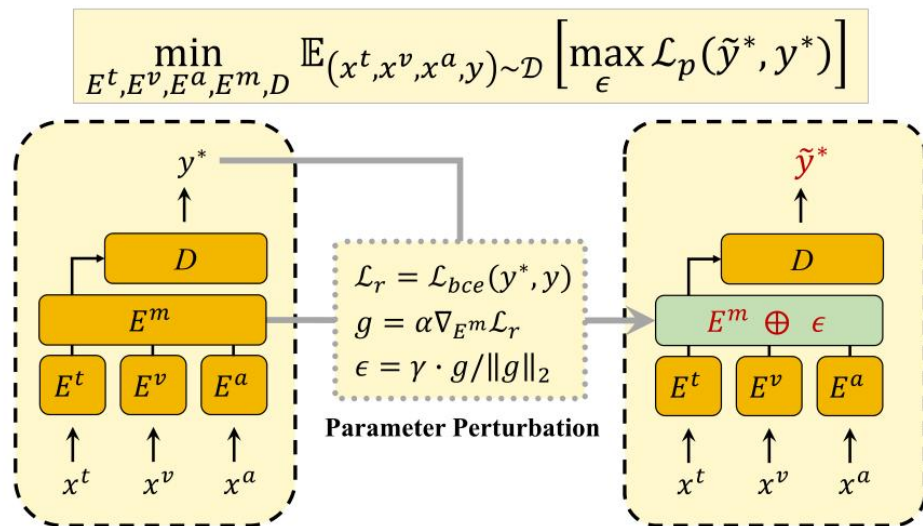 min E^t,E^v,E^a,E^m,D 𝔼(x^t,x^v,x^a,y)~𝒟 [max ϵ ℒ_p(ỹ*, y*)]
y*
D
E^m
E^t E^v E^a
x^t x^v x^a
ℒ_r = ℒ_bce(y*, y)
g = α∇_E^m ℒ_r
ϵ = γ · g/‖g‖_2
Parameter Perturbation
ỹ*
D
E^m ⊕ ϵ
E^t E^v E^a
x^t x^v x^a